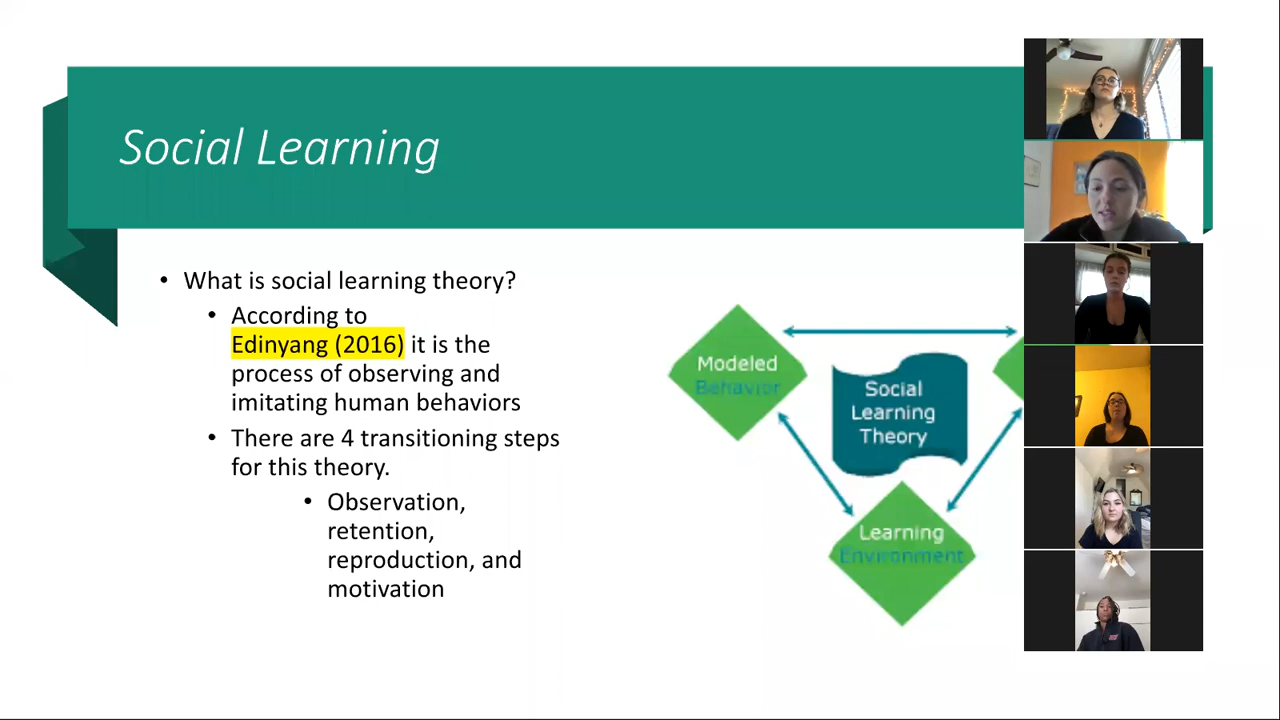 Social Learning
• What is social learning theory?
• According to
Edinyang (2016) it is the
process of observing and
imitating human behaviors
• There are 4 transitioning steps
for this theory.
• Observation,
retention,
reproduction, and
motivation
Modeled
Behavior
Social
Learning
Theory
Learning
Environment